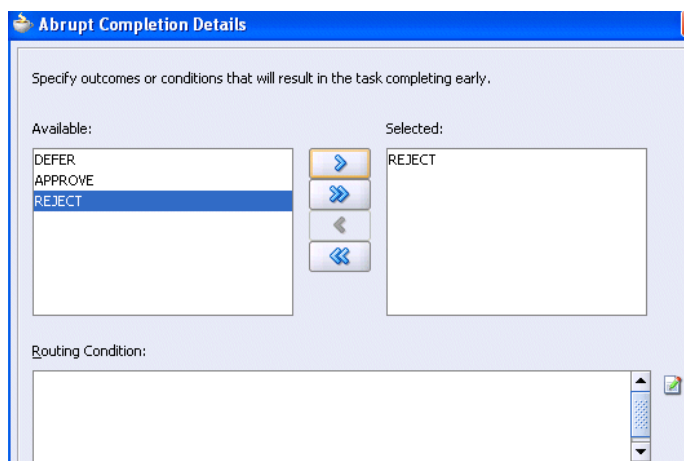 Abrupt Completion Details
Specify outcomes or conditions that will result in the task completing early.
Available:
DEFER
APPROVE
REJECT
Selected:
REJECT
Routing Condition: